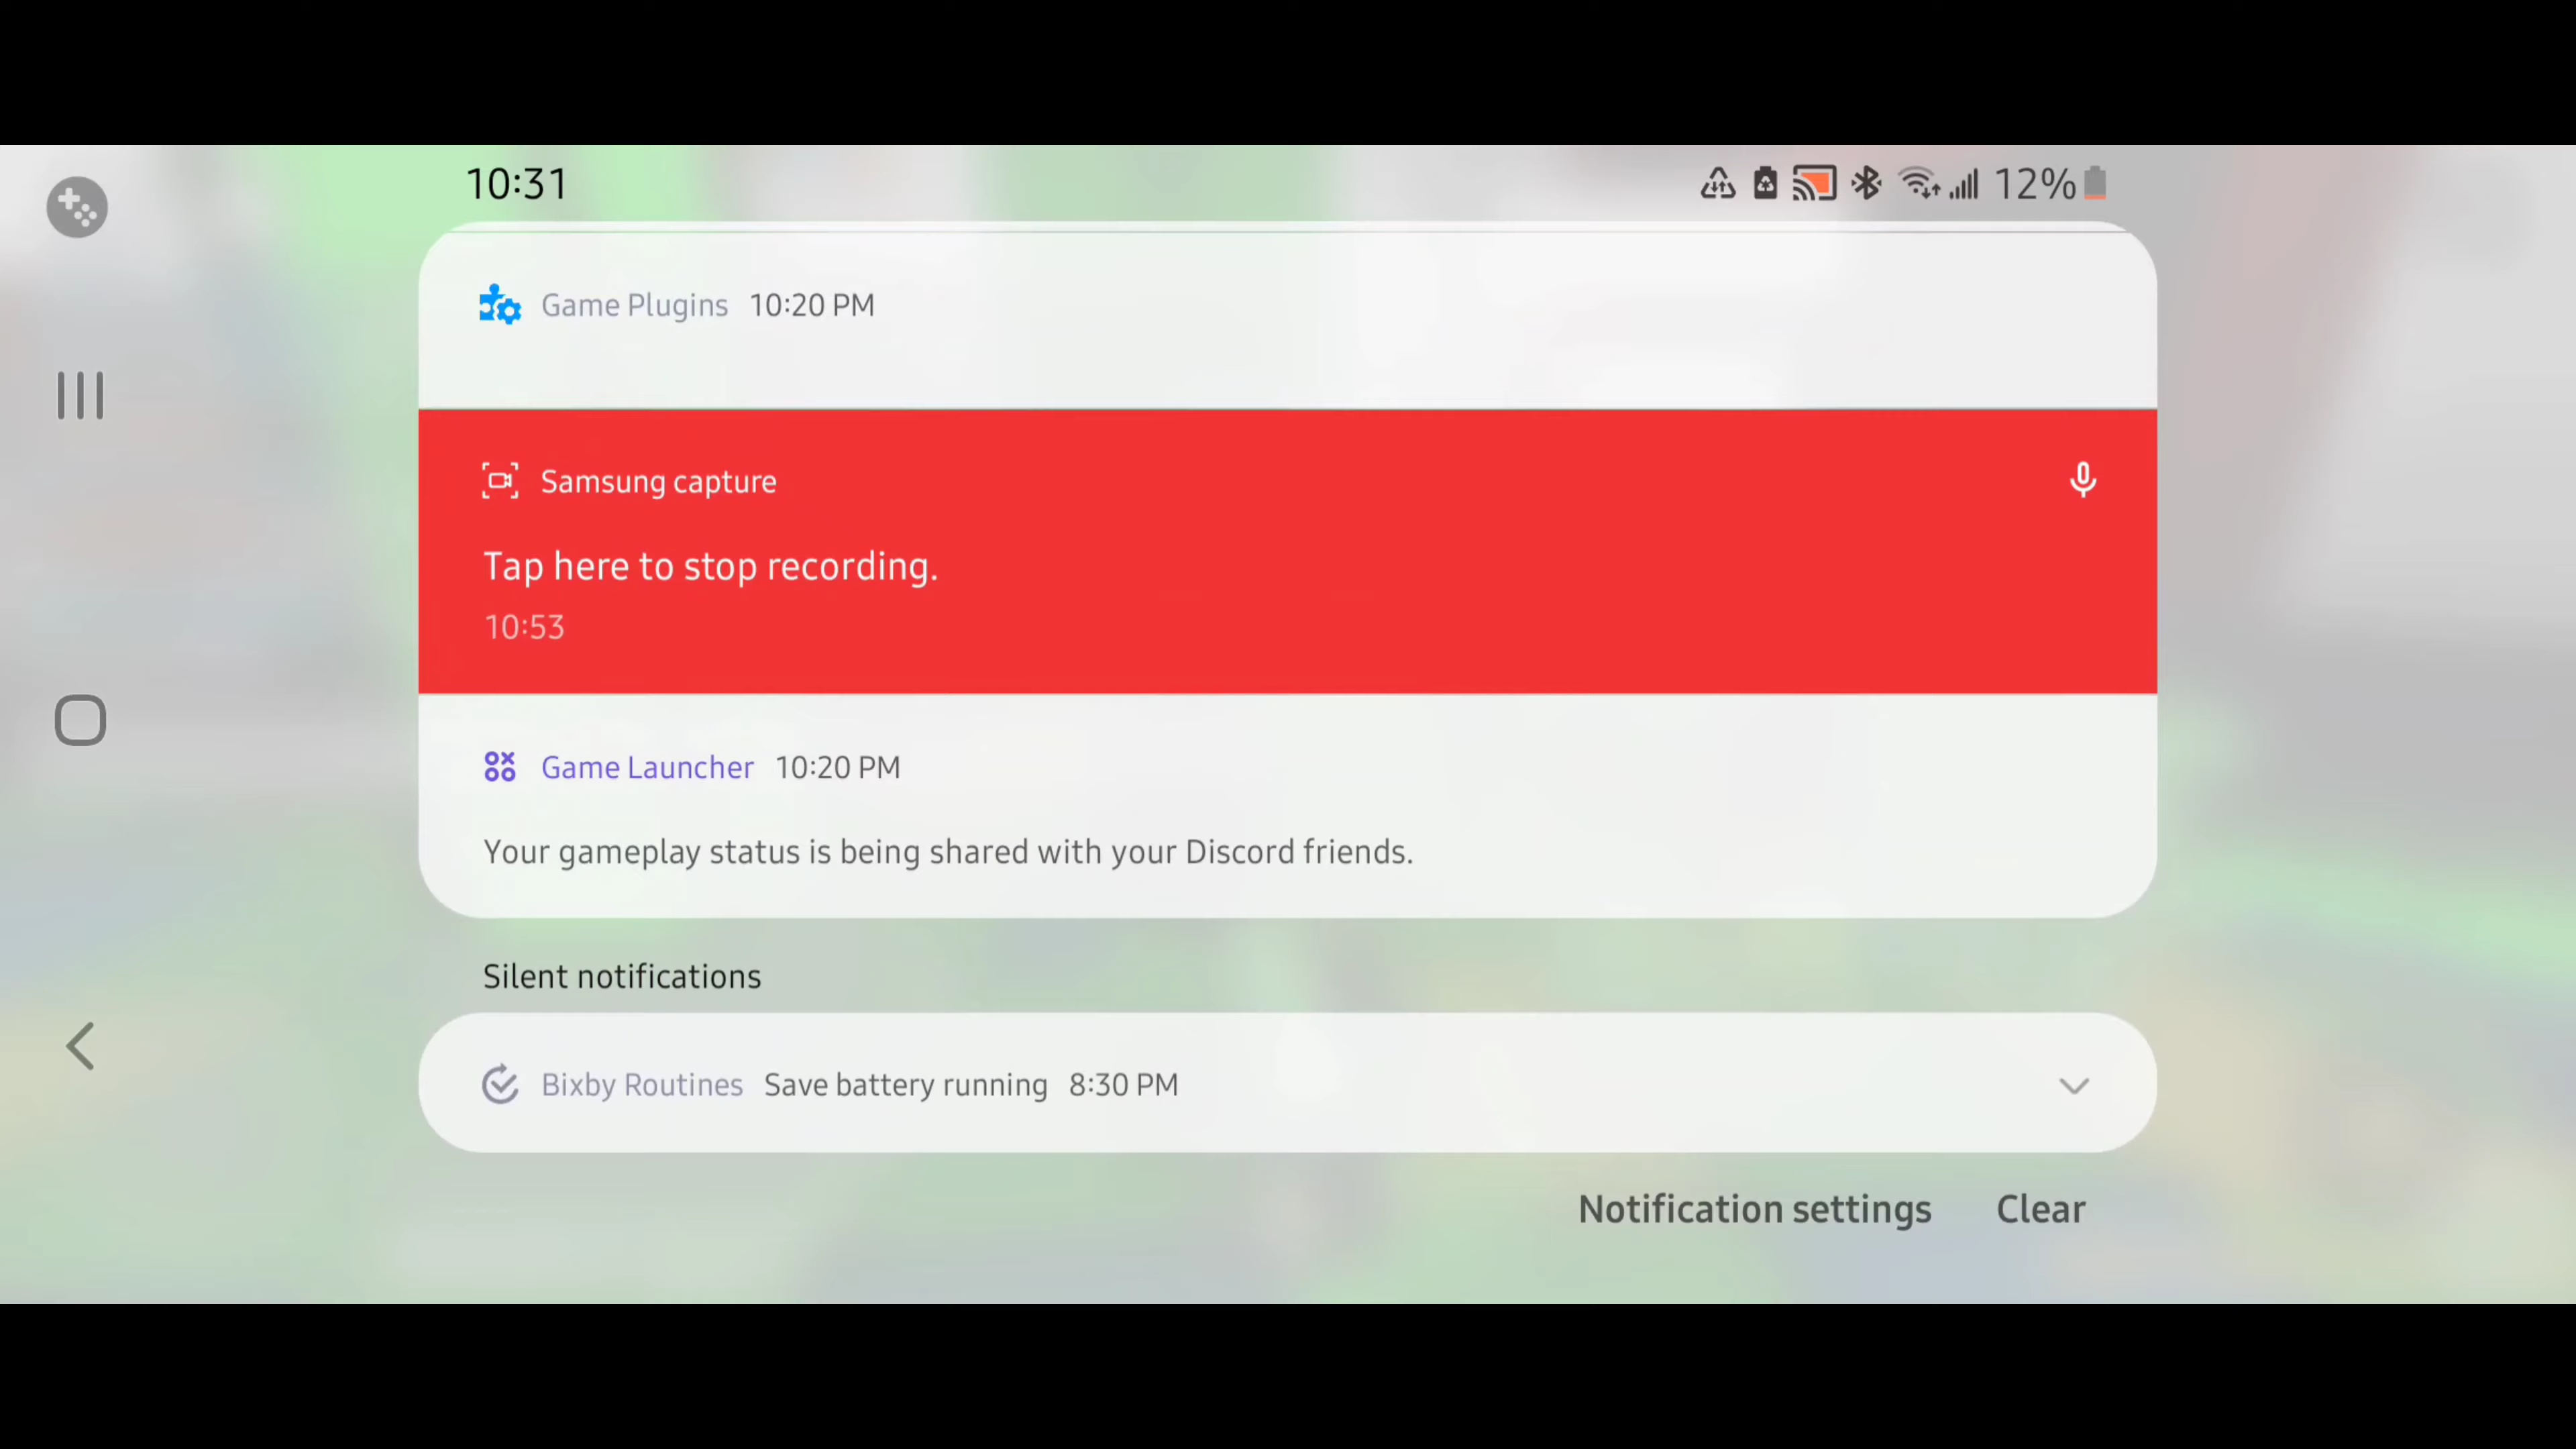 10:31
12%
Game Plugins 10:20 PM
Samsung capture
Tap here to stop recording.
10:53
Game Launcher 10:20 PM
Your gameplay status is being shared with your Discord friends.
Silent notifications
Bixby Routines Save battery running 8:30 PM
Notification settings Clear